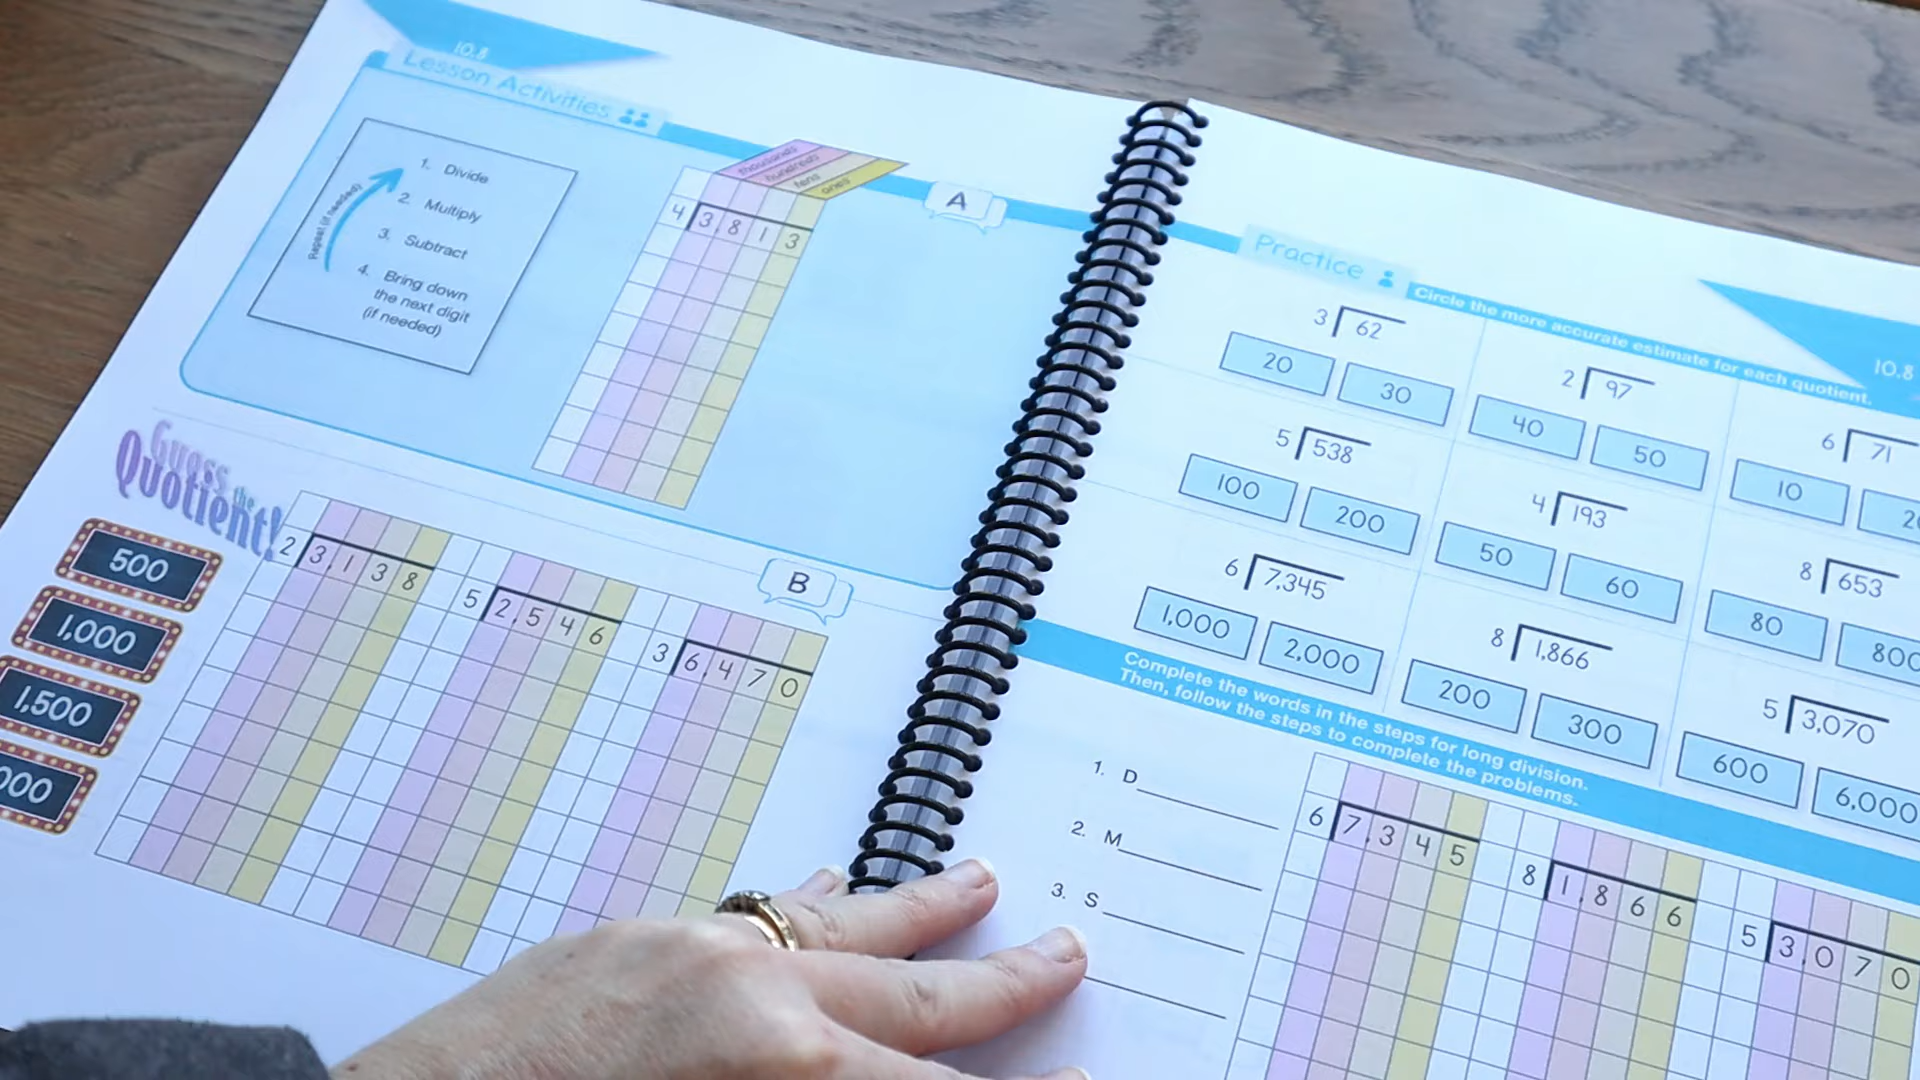 10.8
Lesson Activities
1. Divide
2. Multiply
3. Subtract
4. Bring down
the next digit
(if needed)
Repeat (if needed)
thousands
hundreds
tens
ones
4 3,813
A
Guess
the
Quotient!
500
1,000
1,500
000
2 3,138
5 2,546
3 6,470
B
Practice
10.8
Circle the more accurate estimate for each quotient.
3 62
20 30
2 97
40 50
6 71
10
5 538
100 200
4 193
50 60
8 653
80 800
6 7,345
1,000 2,000
8 1,866
200 300
5 3,070
600 6,000
Complete the words in the steps for long division.
Then, follow the steps to complete the problems.
1. D
2. M
3. S
6 7,345
8 1,866
5 3,070